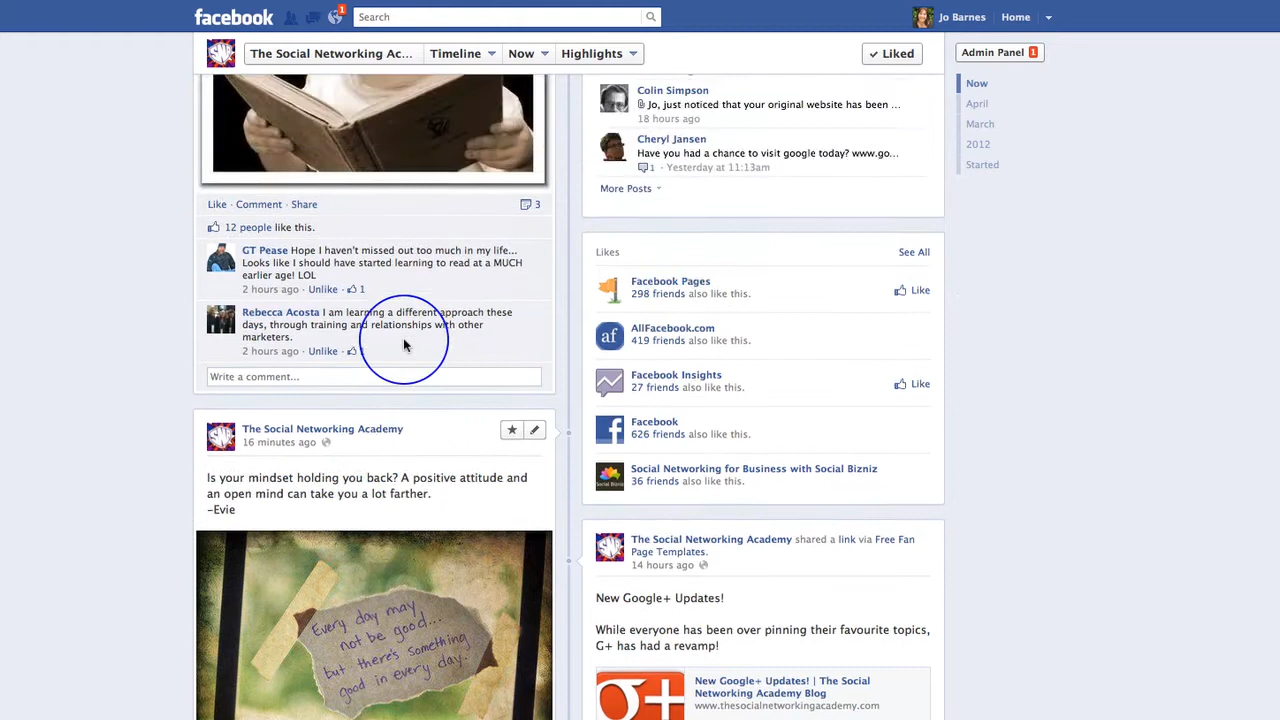 facebook
1
Search
Jo Barnes
Home
The Social Networking Ac...
Timeline
Now
Highlights
✓ Liked
Admin Panel 1
Now
April
March
2012
Started
Like · Comment · Share
3
12 people like this.
GT Pease Hope I haven't missed out too much in my life...
Looks like I should have started learning to read at a MUCH
earlier age! LOL
2 hours ago · Unlike · 1
Rebecca Acosta I am learning a different approach these
days, through training and relationships with other
marketers.
2 hours ago · Unlike ·
Write a comment...
The Social Networking Academy
16 minutes ago
Is your mindset holding you back? A positive attitude and
an open mind can take you a lot farther.
-Evie
Every day may
not be good...
but there's something
good in every day.
Colin Simpson
Jo, just noticed that your original website has been ...
18 hours ago
Cheryl Jansen
Have you had a chance to visit google today? www.go...
1 · Yesterday at 11:13am
More Posts
Likes
See All
Facebook Pages
298 friends also like this.
Like
af
AllFacebook.com
419 friends also like this.
Facebook Insights
27 friends also like this.
Like
f
Facebook
626 friends also like this.
Social Bizniz
Social Networking for Business with Social Bizniz
36 friends also like this.
The Social Networking Academy shared a link via Free Fan
Page Templates.
14 hours ago
New Google+ Updates!
While everyone has been over pinning their favourite topics,
G+ has had a revamp!
g+
New Google+ Updates! | The Social
Networking Academy Blog
www.thesocialnetworkingacademy.com